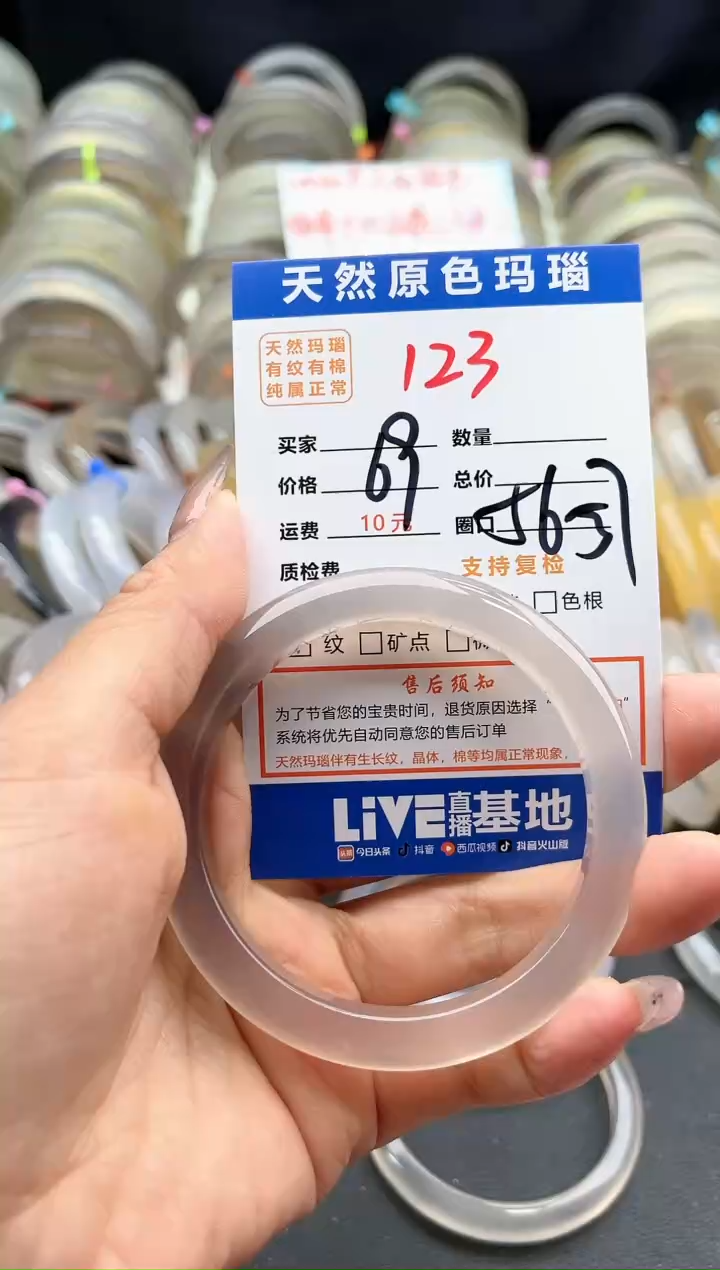 天然原色玛瑙
天然玛瑙
有纹有棉
纯属正常
123
买家 数量
价格 69 总价
运费 10元 圈口 56
质检费 支持复检
色根
纹 矿点
售后须知
为了节省您的宝贵时间，退货原因选择“
系统将优先自动同意您的售后订单
天然玛瑙伴有生长纹，晶体，棉等均属正常现象，
LiVE直播基地
头条 今日头条 抖音 西瓜视频 抖音火山版